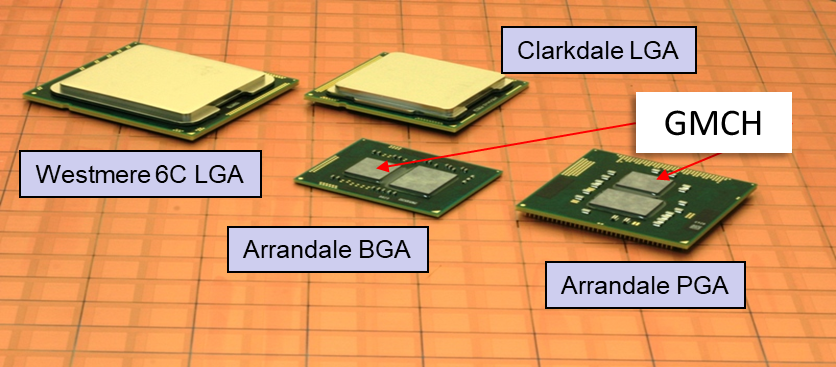 Clarkdale LGA
GMCH
Westmere 6C LGA
Arrandale BGA
Arrandale PGA